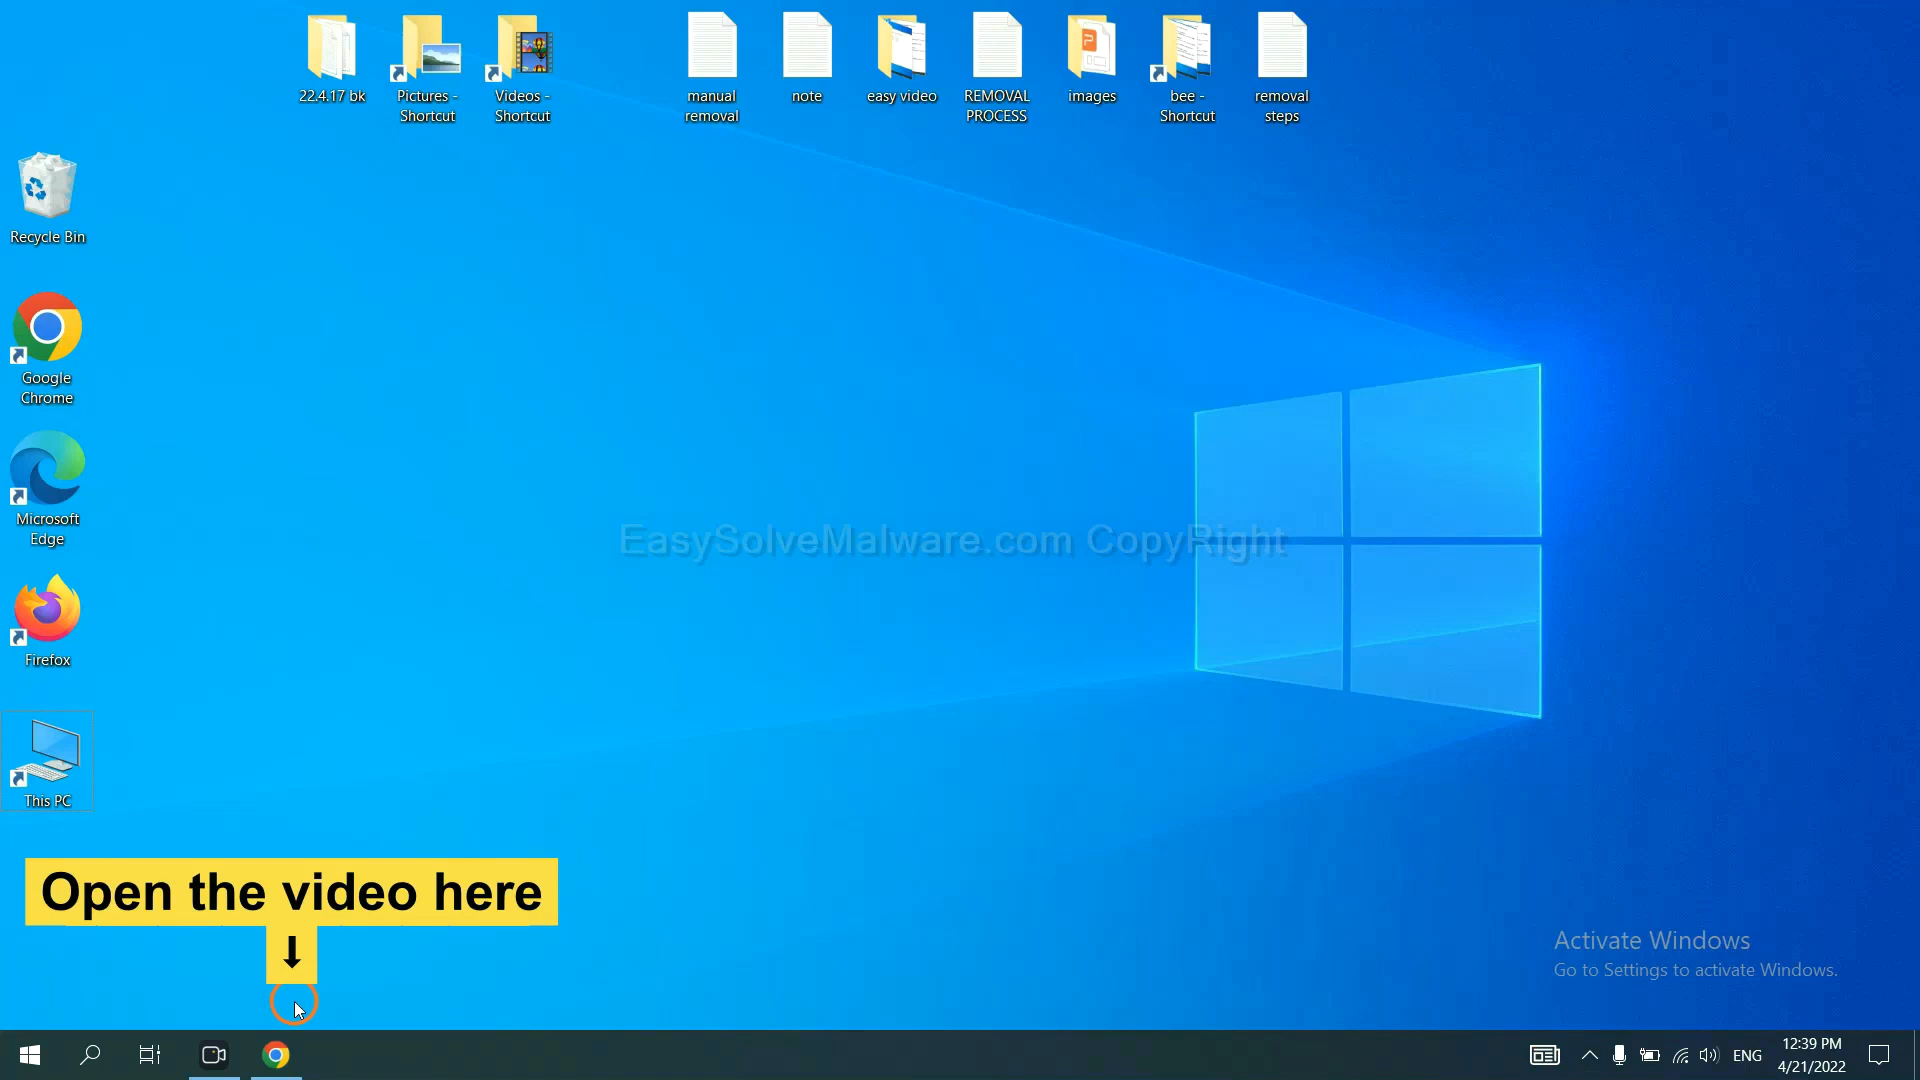 22.4.17 bk
Pictures -
Shortcut
Videos -
Shortcut
manual
removal
note
easy video
REMOVAL
PROCESS
images
bee -
Shortcut
removal
steps
Recycle Bin
Google
Chrome
Microsoft
Edge
Firefox
This PC
EasySolveMalware.com CopyRight
Open the video here
Activate Windows
Go to Settings to activate Windows.
ENG
12:39 PM
4/21/2022